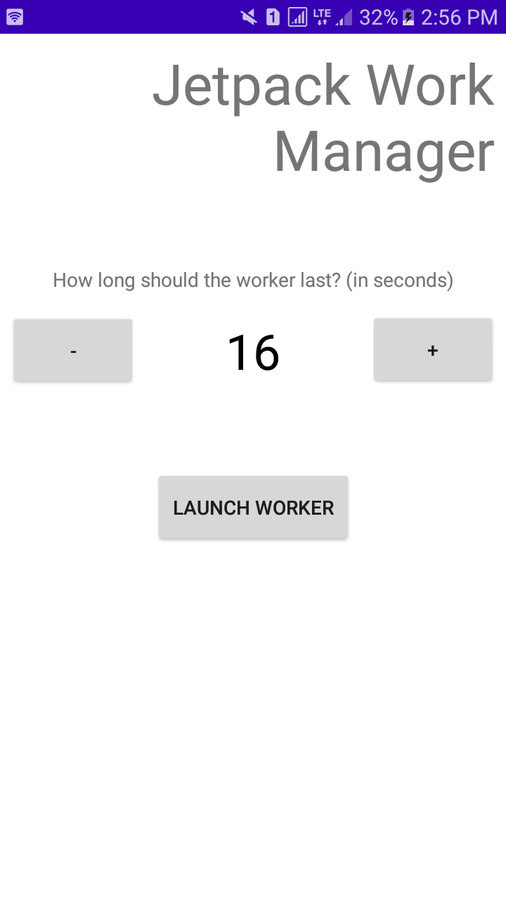 1 LTE 32% 2:56 PM
Jetpack Work
Manager
How long should the worker last? (in seconds)
- 16 +
LAUNCH WORKER